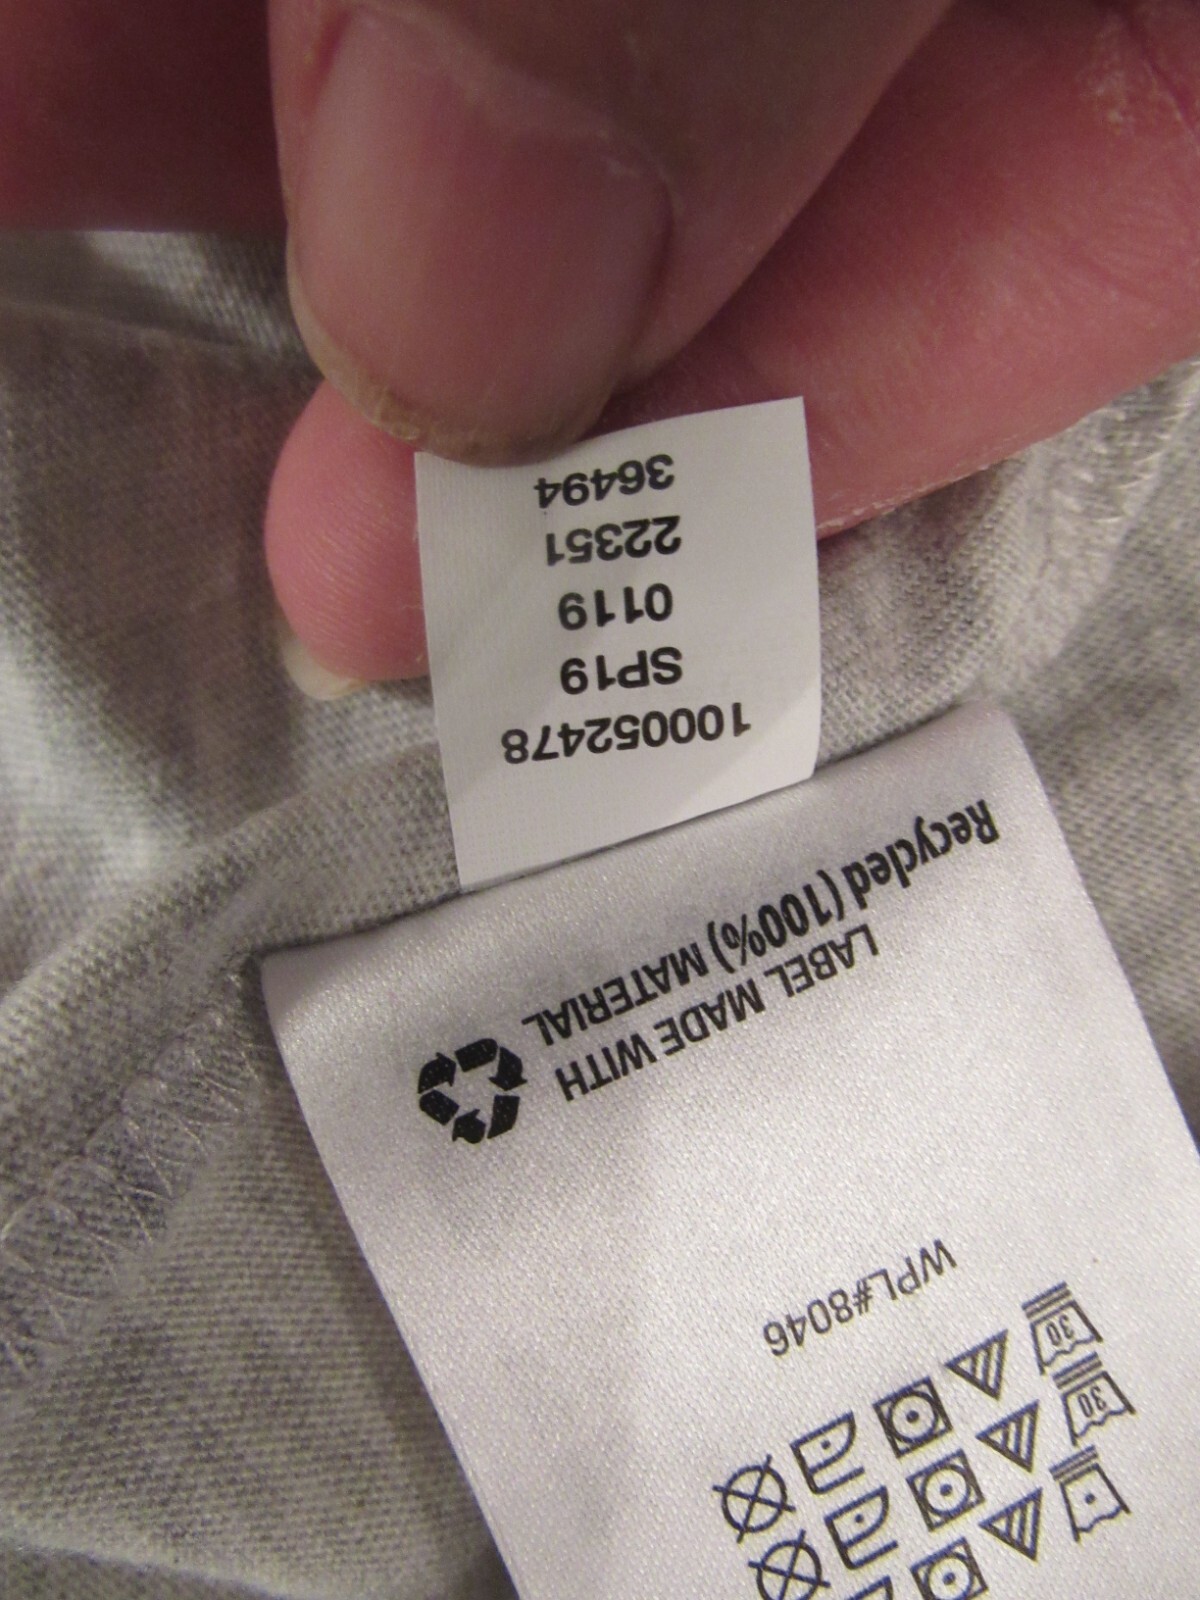 100052478
SP19
0119
22351
36494
30
30
WPL#8046
LABEL MADE WITH
Recycled (100%) MATERIAL